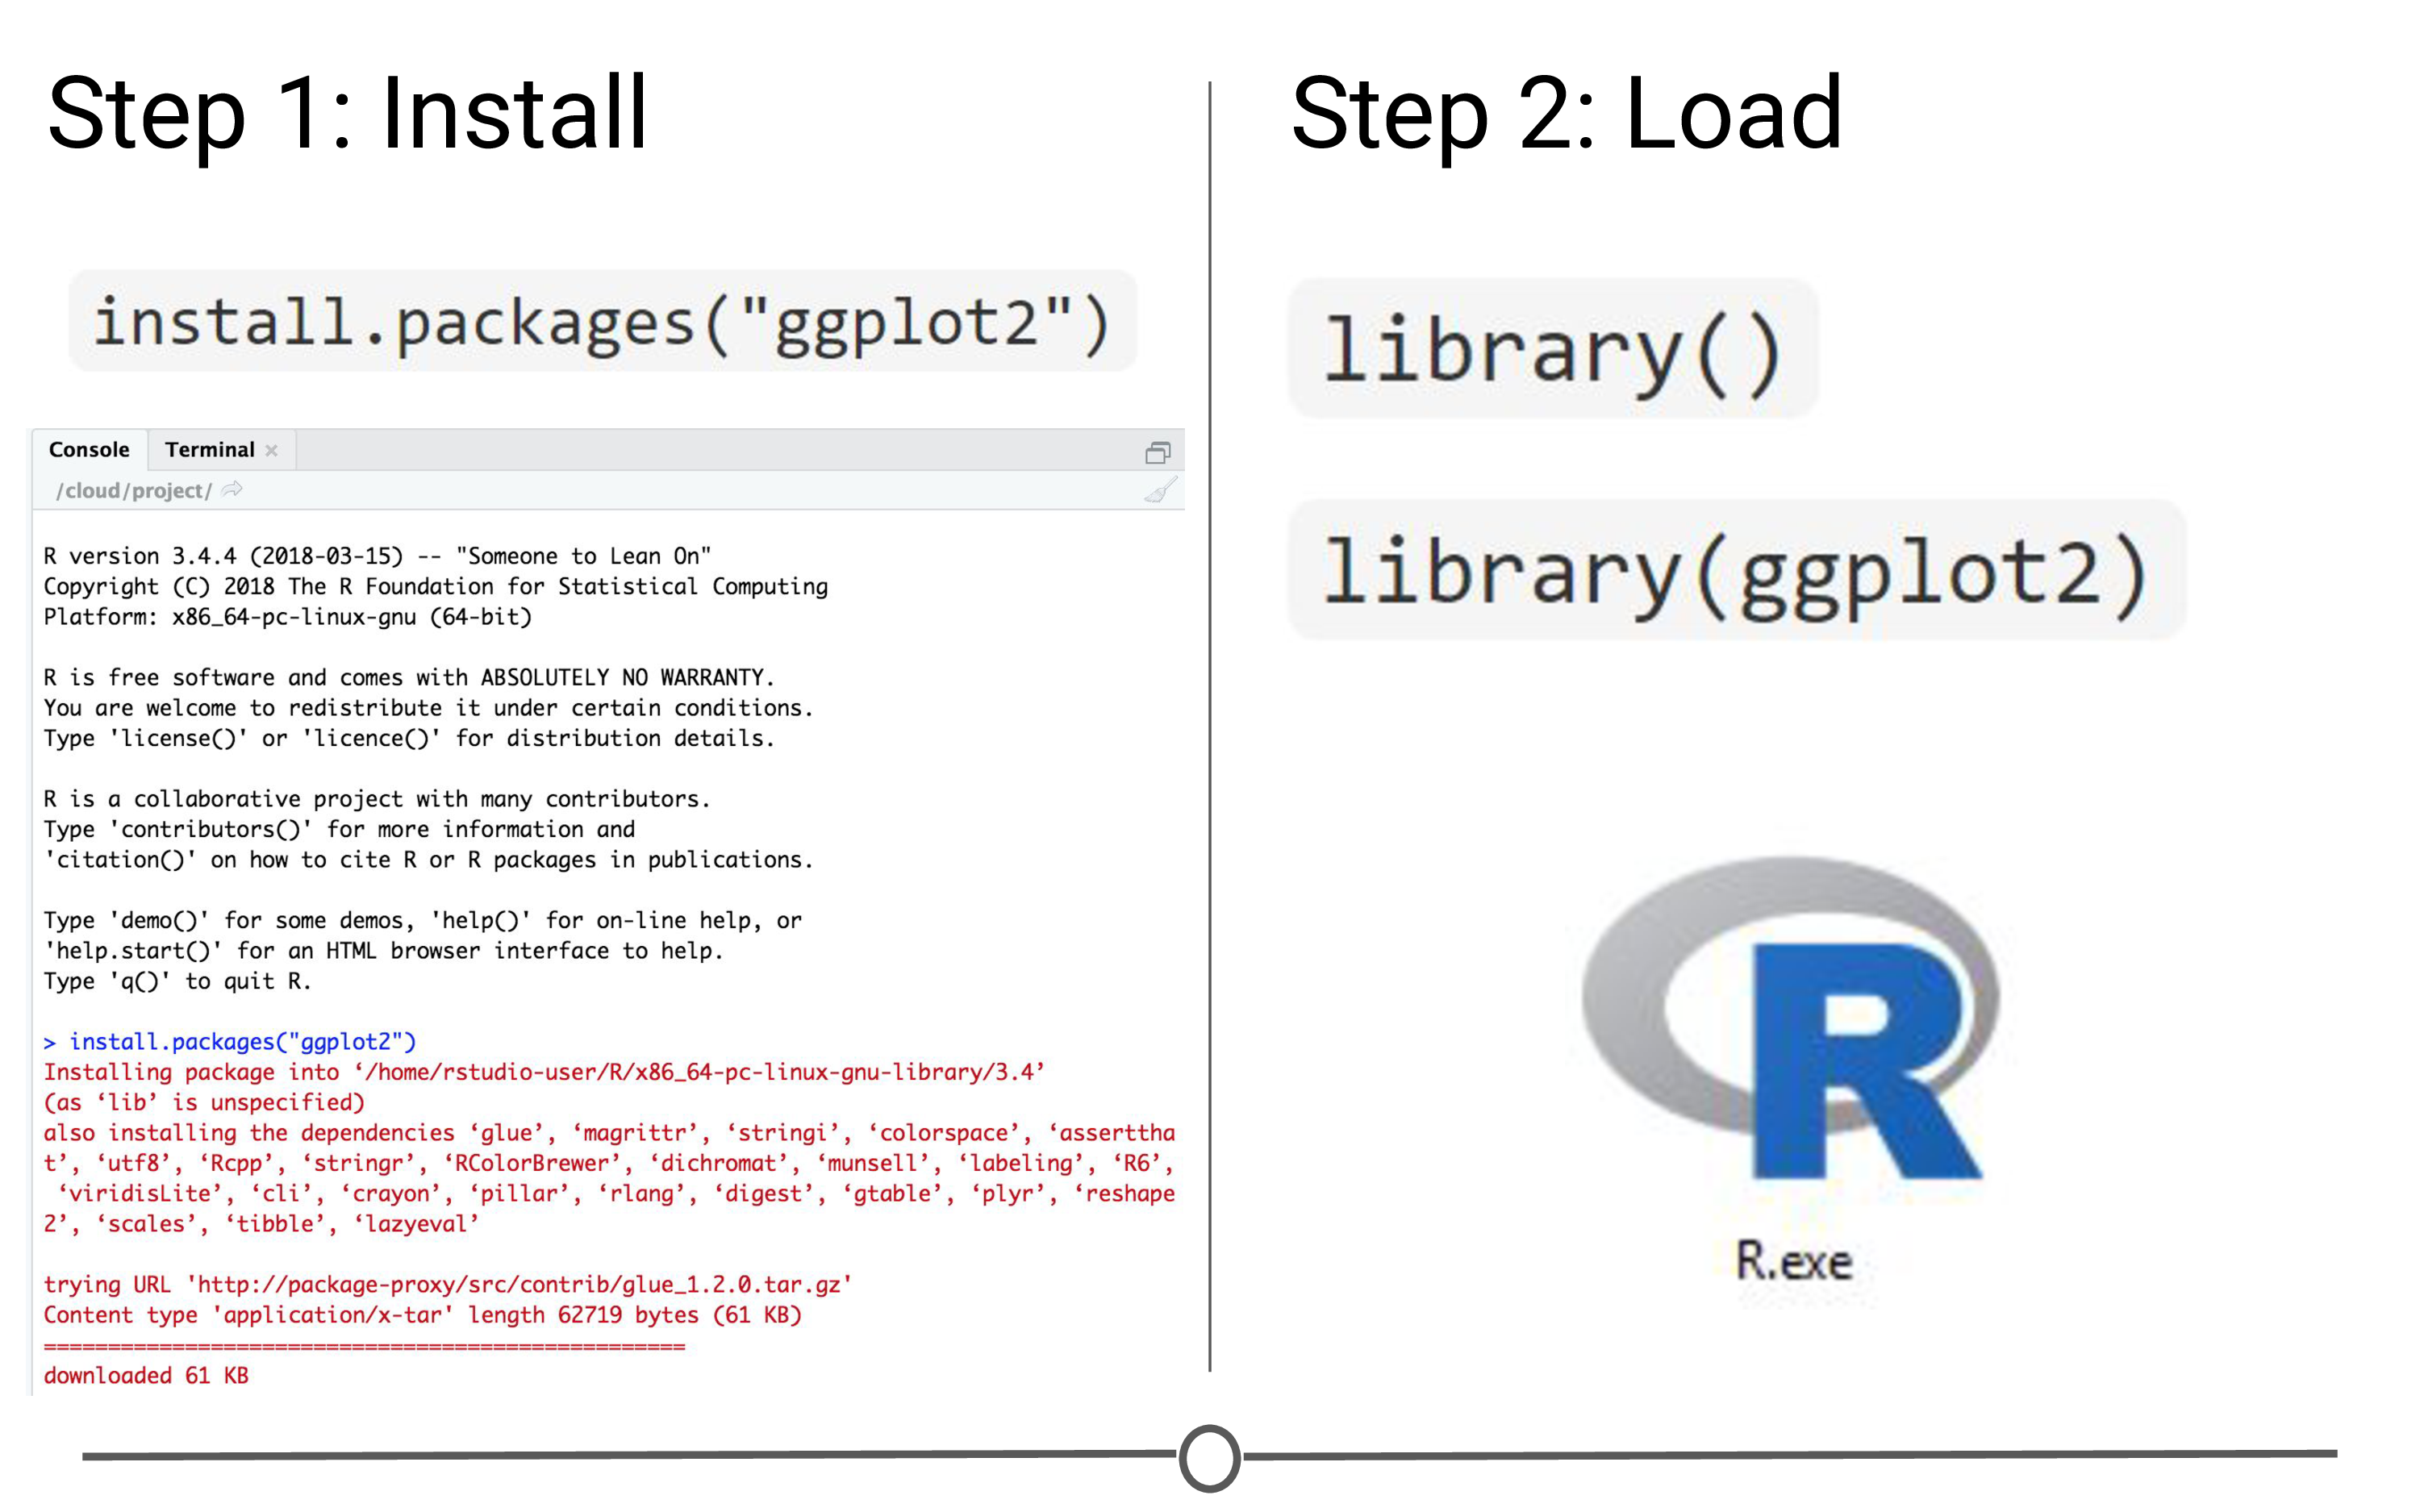 Step 1: Install
install.packages("ggplot2")
Console Terminal
/cloud/project/
R version 3.4.4 (2018-03-15) -- "Someone to Lean On"
Copyright (C) 2018 The R Foundation for Statistical Computing
Platform: x86_64-pc-linux-gnu (64-bit)
R is free software and comes with ABSOLUTELY NO WARRANTY.
You are welcome to redistribute it under certain conditions.
Type 'license()' or 'licence()' for distribution details.
R is a collaborative project with many contributors.
Type 'contributors()' for more information and
'citation()' on how to cite R or R packages in publications.
Type 'demo()' for some demos, 'help()' for on-line help, or
'help.start()' for an HTML browser interface to help.
Type 'q()' to quit R.
> install.packages("ggplot2")
Installing package into ‘/home/rstudio-user/R/x86_64-pc-linux-gnu-library/3.4’
(as ‘lib’ is unspecified)
also installing the dependencies ‘glue’, ‘magrittr’, ‘stringi’, ‘colorspace’, ‘asserttha
t’, ‘utf8’, ‘Rcpp’, ‘stringr’, ‘RColorBrewer’, ‘dichromat’, ‘munsell’, ‘labeling’, ‘R6’,
‘viridisLite’, ‘cli’, ‘crayon’, ‘pillar’, ‘rlang’, ‘digest’, ‘gtable’, ‘plyr’, ‘reshape
2’, ‘scales’, ‘tibble’, ‘lazyeval’
trying URL 'http://package-proxy/src/contrib/glue_1.2.0.tar.gz'
Content type 'application/x-tar' length 62719 bytes (61 KB)
==================================================
downloaded 61 KB
Step 2: Load
library()
library(ggplot2)
R
R.exe